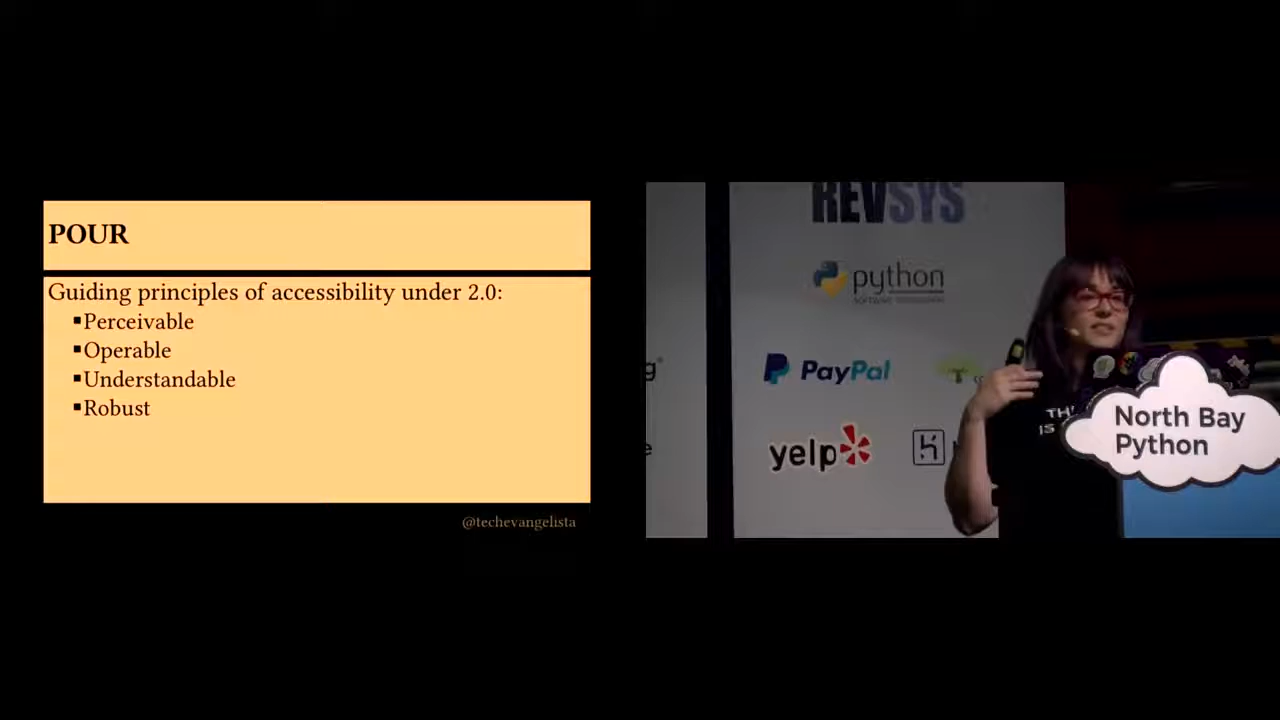 POUR
Guiding principles of accessibility under 2.0:
▪Perceivable
▪Operable
▪Understandable
▪Robust
@techevangelista
REVSYS
python
PayPal
yelp
North Bay
Python
IS